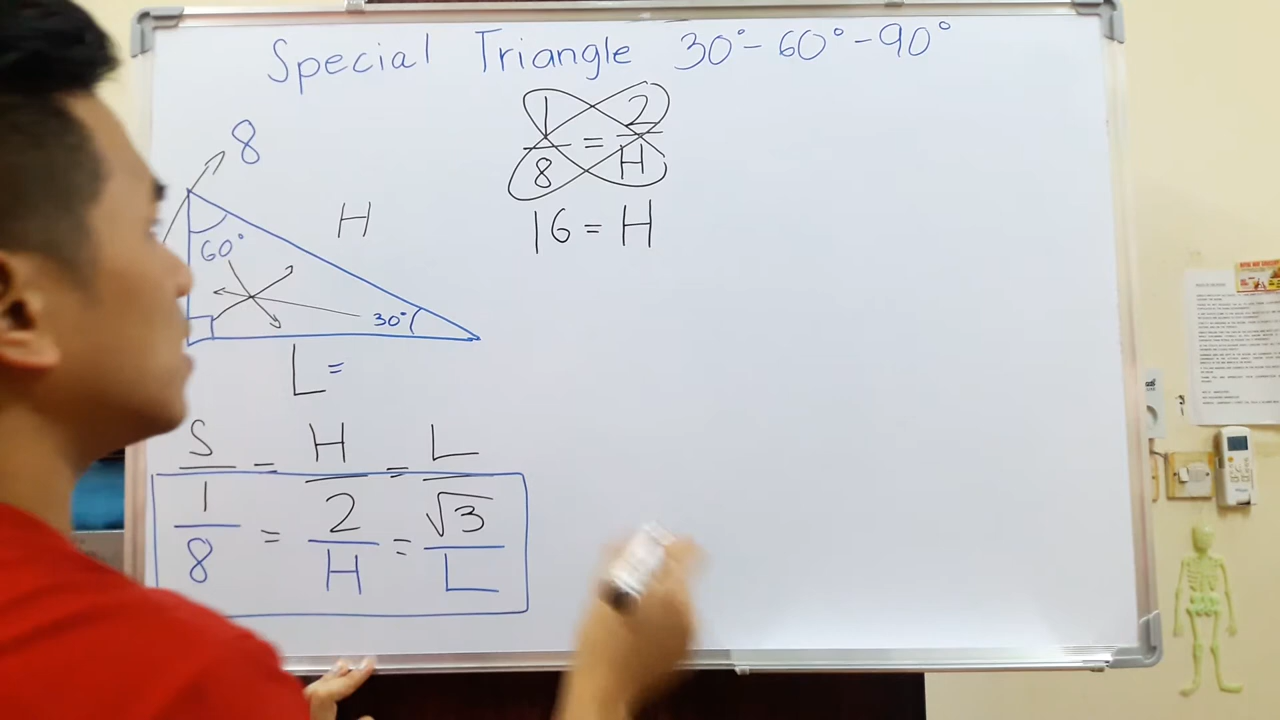 Special Triangle 30°-60°-90°
8
H
60°
30°
L=
S = H = L
1/8 = 2/H = √3/L
1/8 = 2/H
16 = H